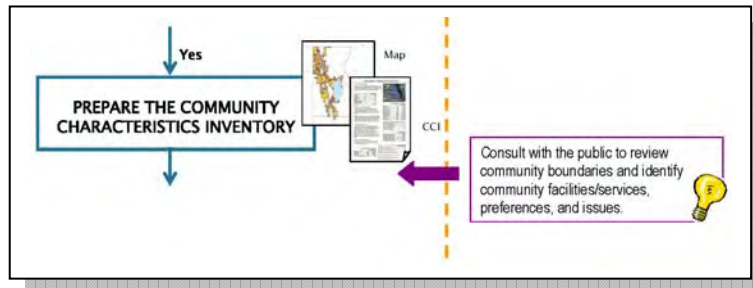 Yes
Map
PREPARE THE COMMUNITY
CHARACTERISTICS INVENTORY
CCI
Consult with the public to review
community boundaries and identify
community facilities/services,
preferences, and issues.